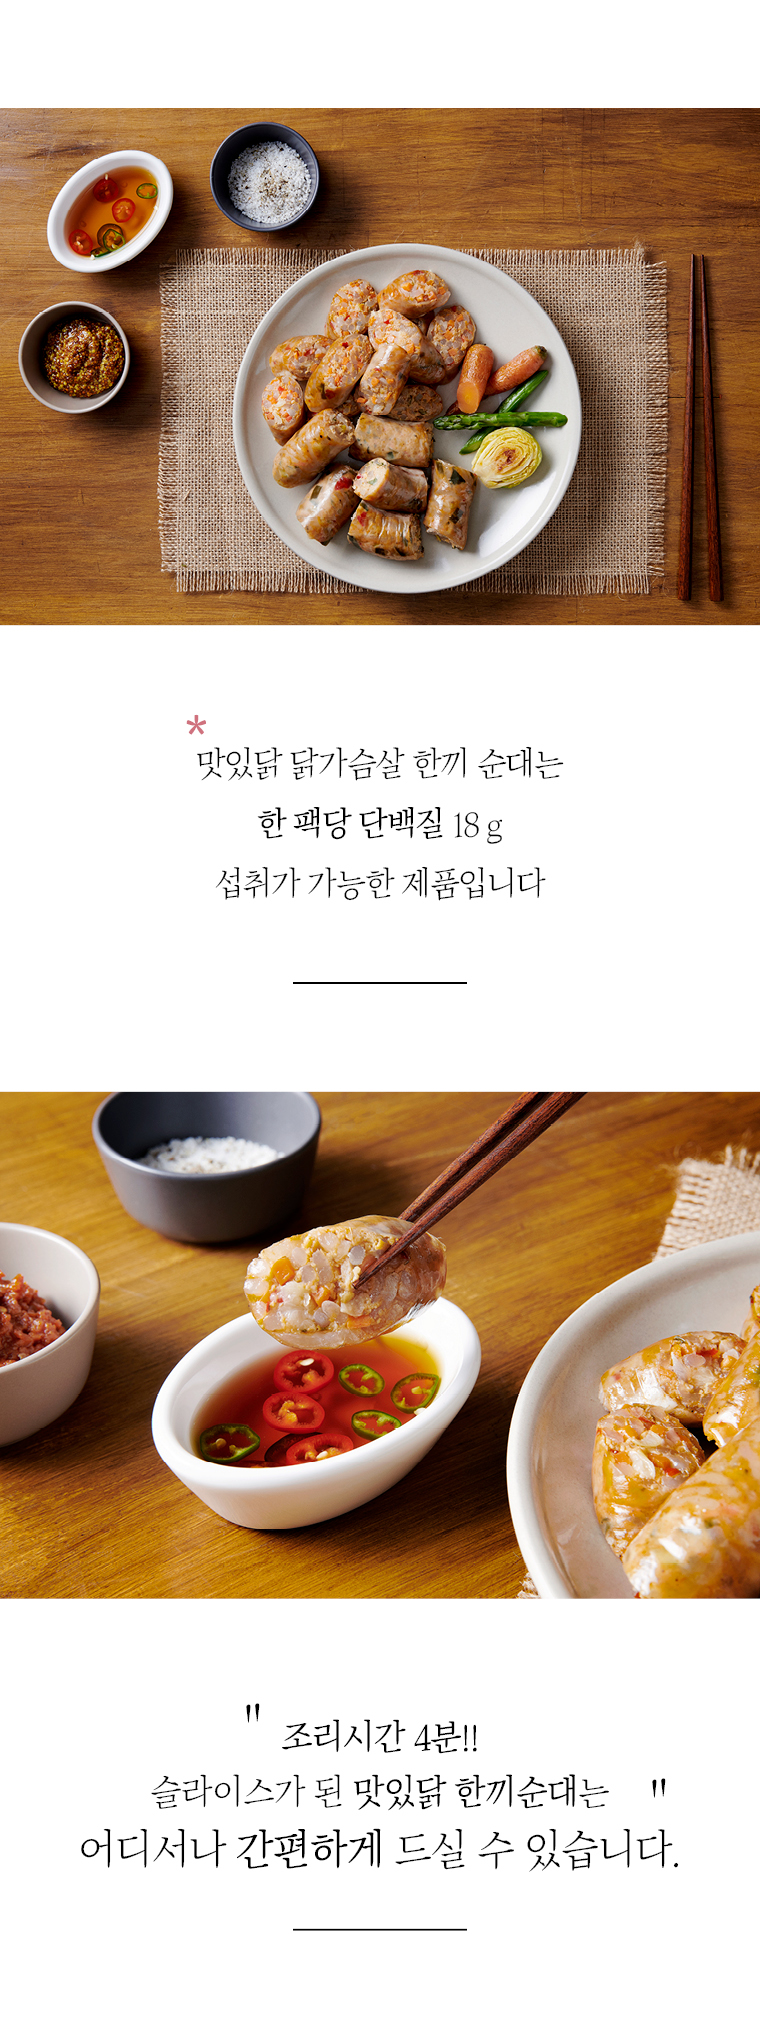 *
맛있닭 닭가슴살 한끼 순대는
한 팩당 단백질 18 g
섭취가 가능한 제품입니다
" 조리시간 4분!!
슬라이스가 된 맛있닭 한끼순대는 "
어디서나 간편하게 드실 수 있습니다.